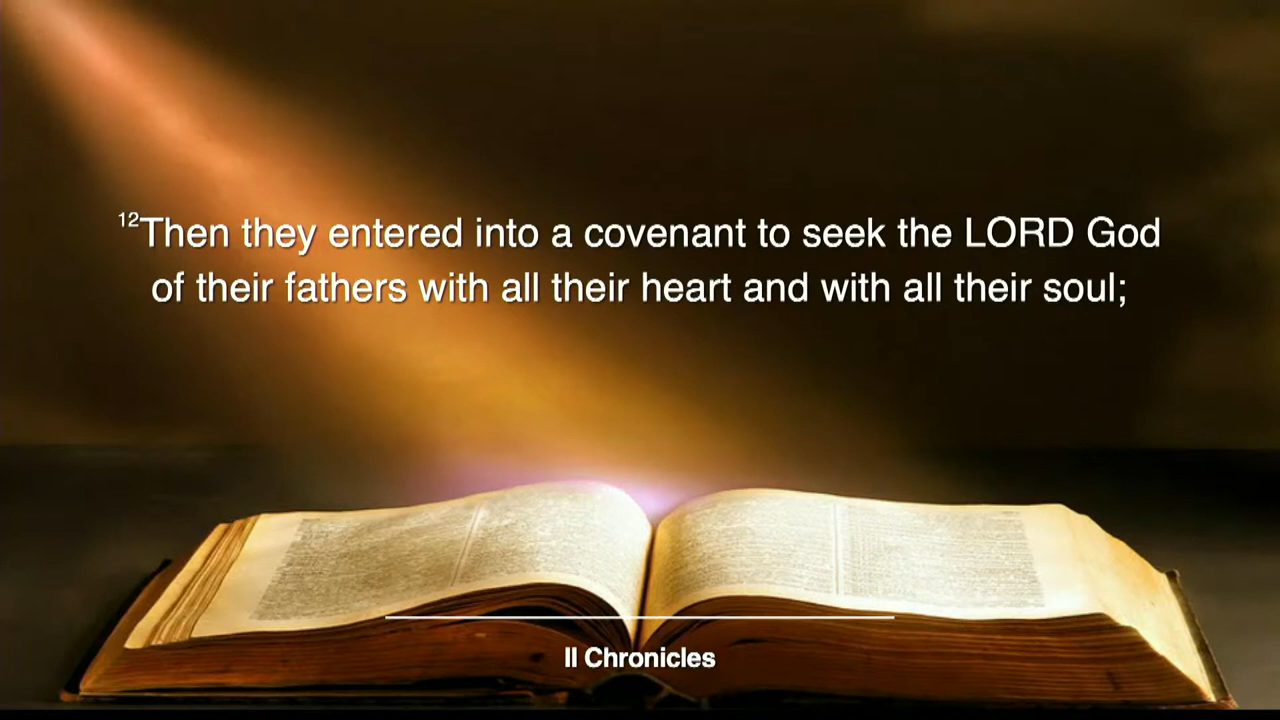 12Then they entered into a covenant to seek the LORD God
of their fathers with all their heart and with all their soul;
II Chronicles